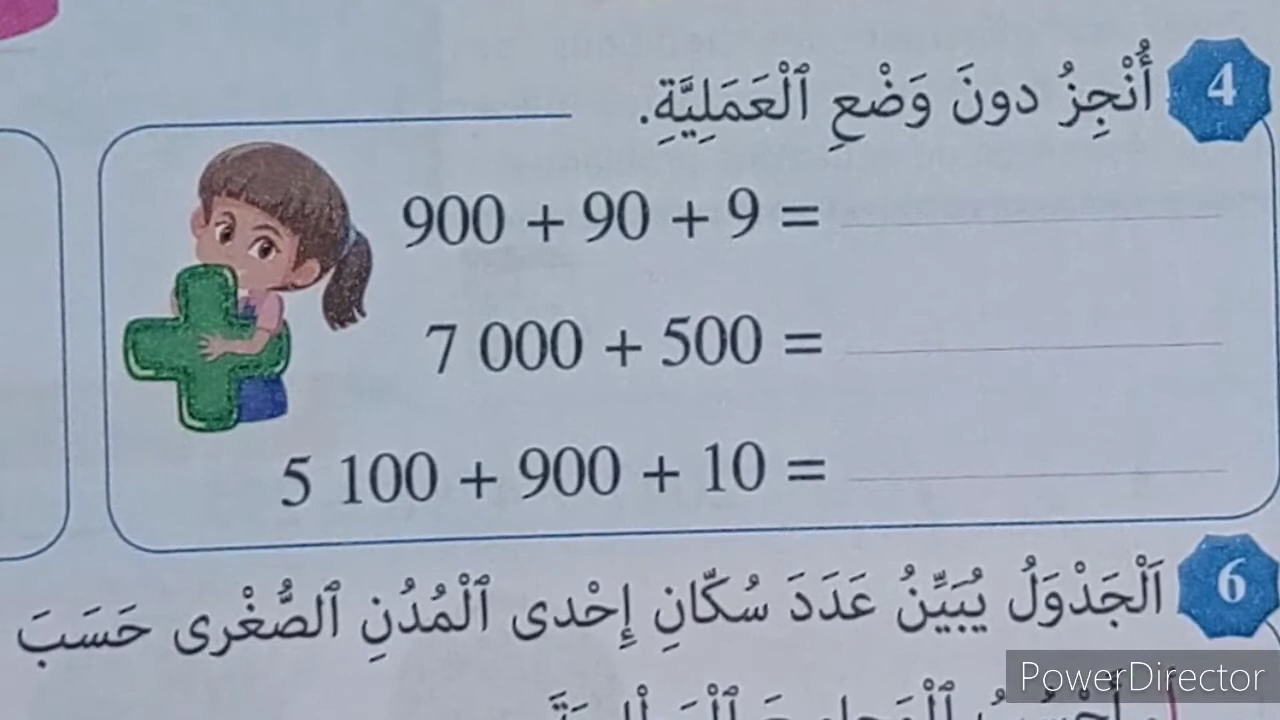 4 أُنْجِزُ دونَ وَضْعِ ٱلْعَمَلِيَّةِ.
900 + 90 + 9 =
7 000 + 500 =
5 100 + 900 + 10 =
6 اَلْجَدْوَلُ يُبَيِّنُ عَدَدَ سُكّانِ إِحْدى ٱلْمُدُنِ ٱلصُّغْرى حَسَبَ
PowerDirector